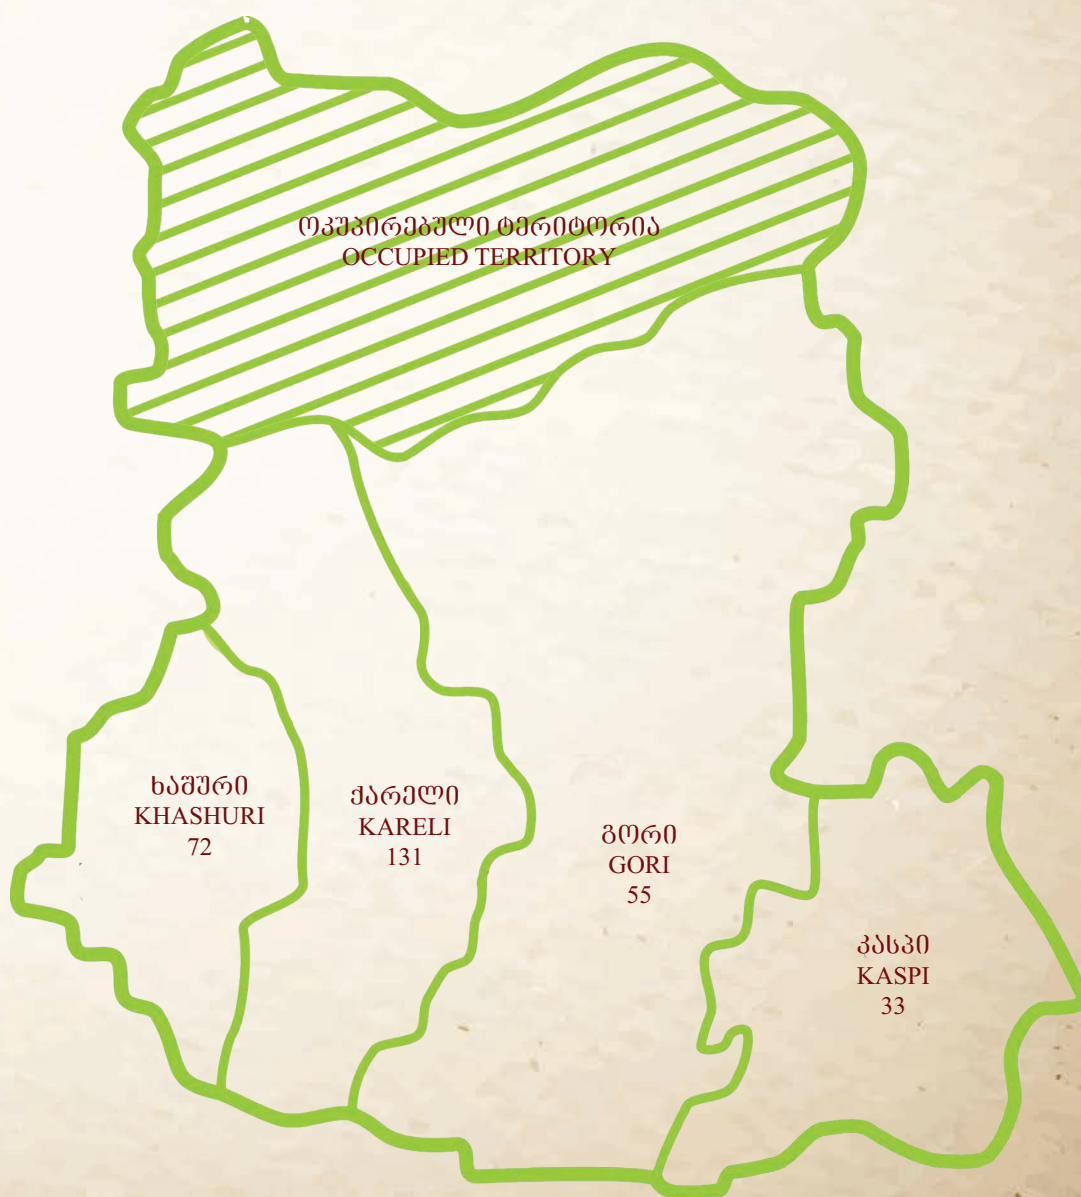 ოკუპირებული ტერიტორია
OCCUPIED TERRITORY
ხაშური
KHASHURI
72
ქარელი
KARELI
131
გორი
GORI
55
კასპი
KASPI
33